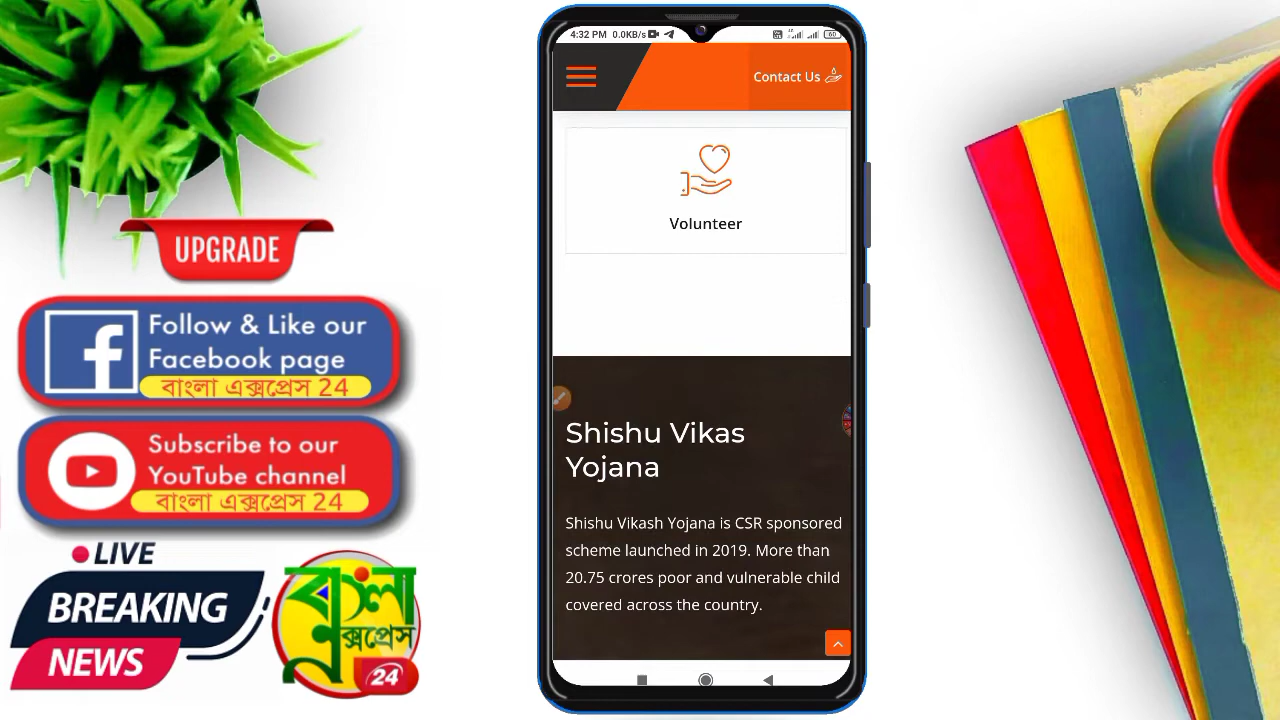 UPGRADE
Follow & Like our
Facebook page
বাংলা এক্সপ্রেস 24
Subscribe to our
YouTube channel
বাংলা এক্সপ্রেস 24
LIVE
BREAKING
NEWS
বাংলা
এক্সপ্রেস
24
4:32 PM 0.0KB/s
60
Contact Us
Volunteer
Shishu Vikas
Yojana
Shishu Vikash Yojana is CSR sponsored
scheme launched in 2019. More than
20.75 crores poor and vulnerable child
covered across the country.